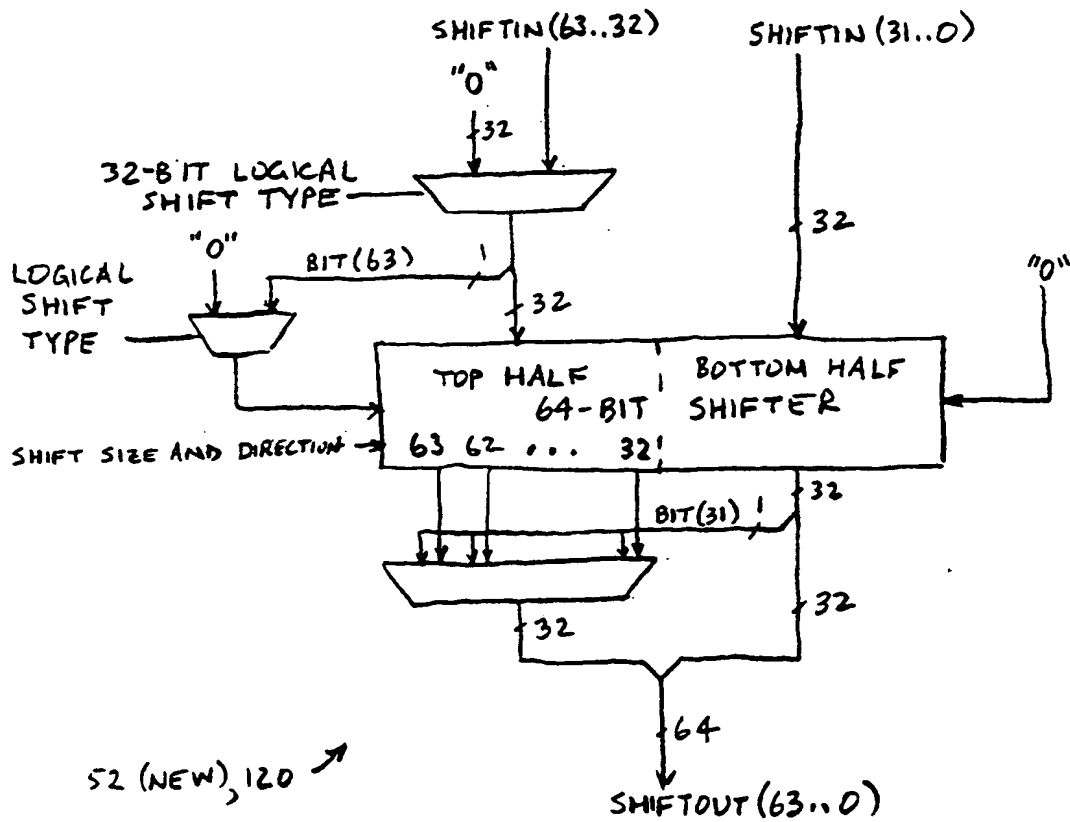 SHIFTIN (63..32)
SHIFTIN (31..0)
"0"
32
32-BIT LOGICAL
SHIFT TYPE
32
"0"
BIT(63)
1
"0"
LOGICAL
SHIFT
TYPE
32
TOP HALF
BOTTOM HALF
64-BIT
SHIFTER
SHIFT SIZE AND DIRECTION
63 62 ... 32
32
BIT(31)
1
32
32
64
52 (NEW), 120
SHIFTOUT (63..0)